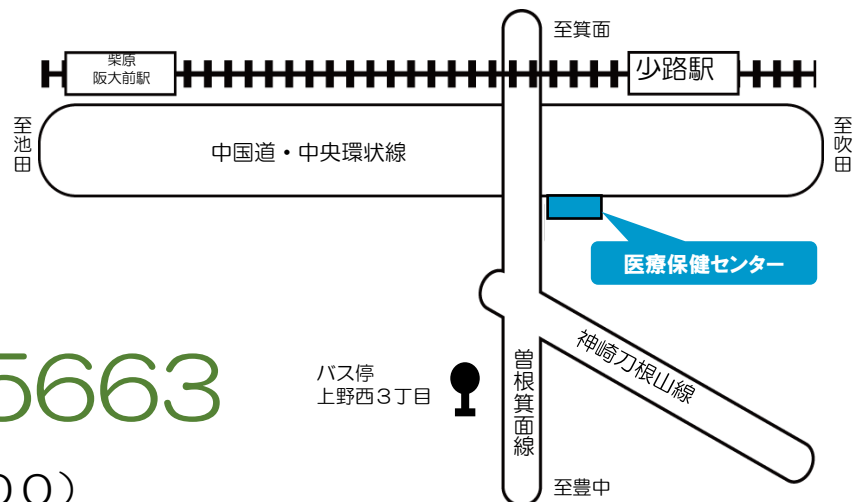 至箕面
柴原
阪大前駅
少路駅
至池田
中国道・中央環状線
至吹田
医療保健センター
神崎刀根山線
バス停
上野西３丁目
曽根箕面線
5663
００）
至豊中